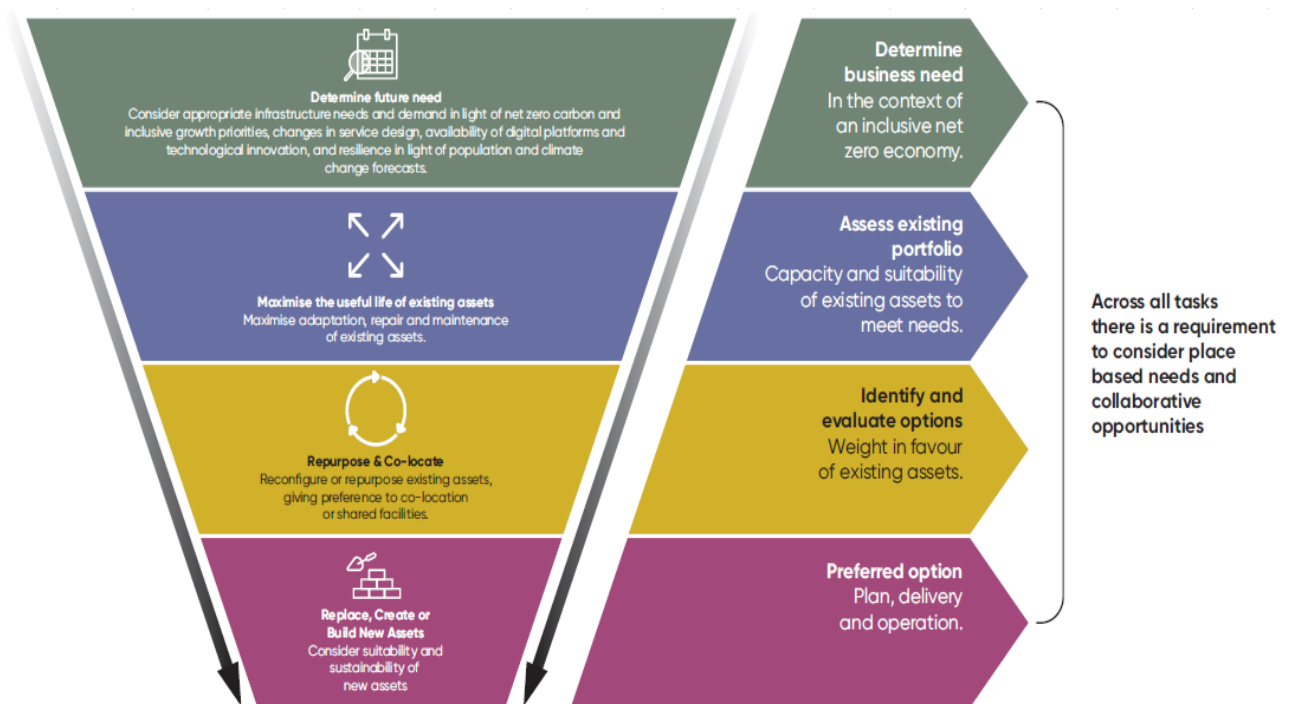 Determine future need
Consider appropriate infrastructure needs and demand in light of net zero carbon and
inclusive growth priorities, changes in service design, availability of digital platforms and
technological innovation, and resilience in light of population and climate
change forecasts.
Determine
business need
In the context of
an inclusive net
zero economy.
Maximise the useful life of existing assets
Maximise adaptation, repair and maintenance
of existing assets.
Assess existing
portfolio
Capacity and suitability
of existing assets to
meet needs.
Repurpose & Co-locate
Reconfigure or repurpose existing assets,
giving preference to co-location
or shared facilities.
Identify and
evaluate options
Weight in favour
of existing assets.
Replace, Create or
Build New Assets
Consider suitability and
sustainability of
new assets
Preferred option
Plan, delivery
and operation.
Across all tasks
there is a requirement
to consider place
based needs and
collaborative
opportunities